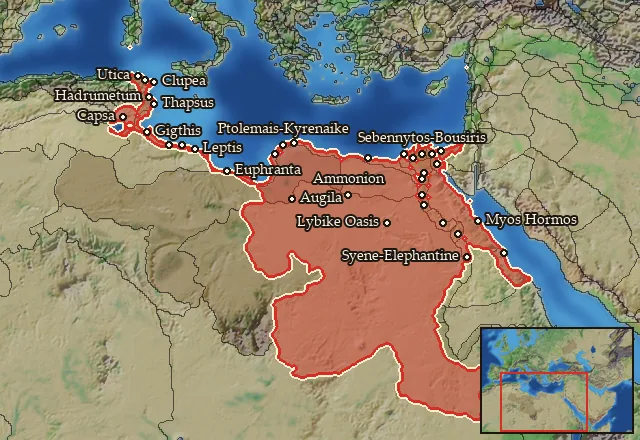 Utica
Clupea
Hadrumetum
Thapsus
Capsa
Gigthis
Ptolemais-Kyrenaike
Sebennytos-Bousiris
Leptis
Euphranta
Ammonion
Augila
Lybike Oasis
Myos Hormos
Syene-Elephantine